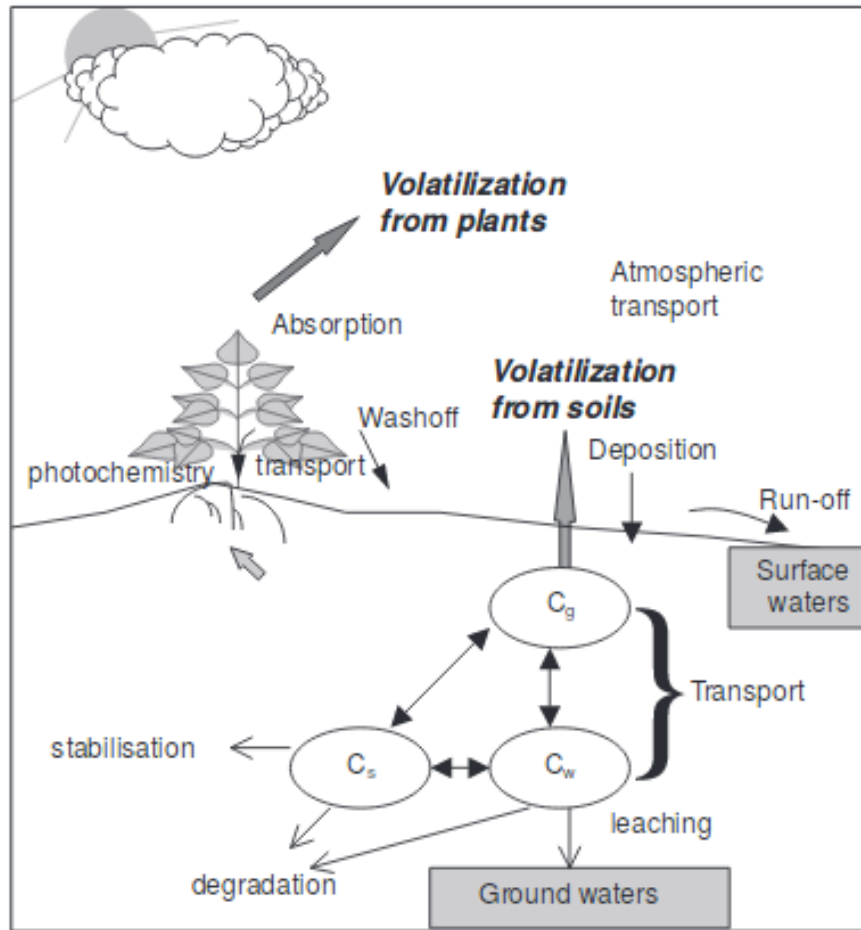 Volatilization
from plants
Atmospheric
transport
Absorption
Volatilization
from soils
Washoff
Deposition
photochemistry
transport
Run-off
Surface
waters
Cg
Transport
stabilisation
Cs
Cw
leaching
degradation
Ground waters